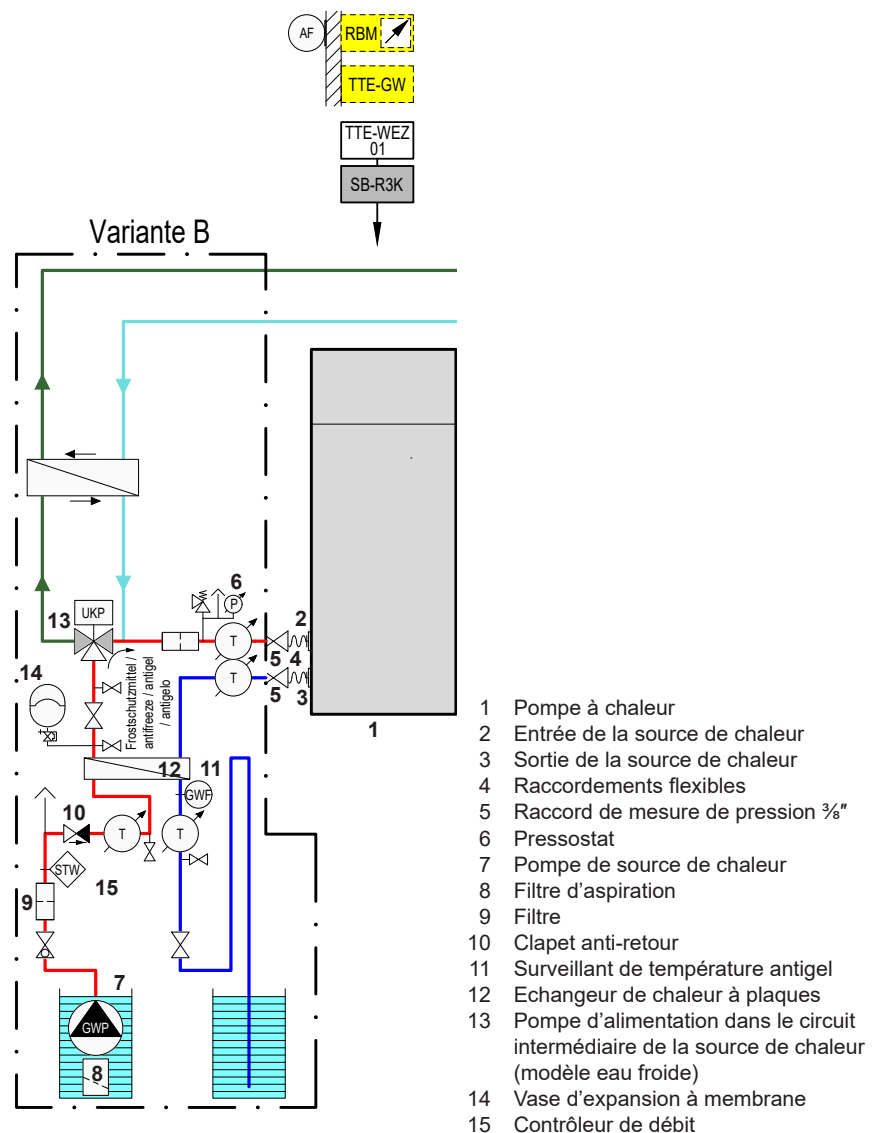 AF
RBM
TTE-GW
TTE-WEZ
01
SB-R3K
Variante B
6
P
13
UKP
2
T
5
4
14
Frostschutzmittel /
antifreeze / antigel
/ antigelo
T
5
3
1
12
11
GWF
10
T
T
STW
15
9
7
GWP
8
1 Pompe à chaleur
2 Entrée de la source de chaleur
3 Sortie de la source de chaleur
4 Raccordements flexibles
5 Raccord de mesure de pression ⅜″
6 Pressostat
7 Pompe de source de chaleur
8 Filtre d’aspiration
9 Filtre
10 Clapet anti-retour
11 Surveillant de température antigel
12 Echangeur de chaleur à plaques
13 Pompe d’alimentation dans le circuit
intermédiaire de la source de chaleur
(modèle eau froide)
14 Vase d’expansion à membrane
15 Contrôleur de débit